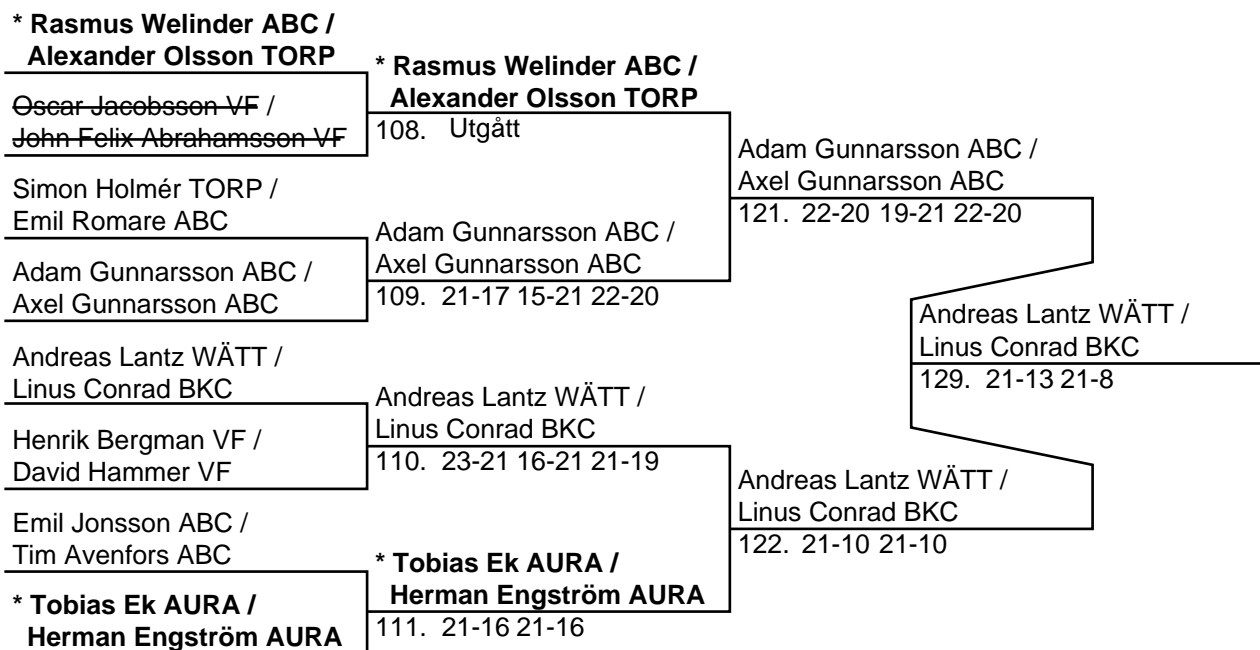 * Rasmus Welinder ABC /
Alexander Olsson TORP
Oscar Jacobsson VF /
John Felix Abrahamsson VF
Simon Holmér TORP /
Emil Romare ABC
Adam Gunnarsson ABC /
Axel Gunnarsson ABC
Andreas Lantz WÄTT /
Linus Conrad BKC
Henrik Bergman VF /
David Hammer VF
Emil Jonsson ABC /
Tim Avenfors ABC
* Tobias Ek AURA /
Herman Engström AURA
* Rasmus Welinder ABC /
Alexander Olsson TORP
108. Utgått
Adam Gunnarsson ABC /
Axel Gunnarsson ABC
109. 21-17 15-21 22-20
Andreas Lantz WÄTT /
Linus Conrad BKC
110. 23-21 16-21 21-19
* Tobias Ek AURA /
Herman Engström AURA
111. 21-16 21-16
Adam Gunnarsson ABC /
Axel Gunnarsson ABC
121. 22-20 19-21 22-20
Andreas Lantz WÄTT /
Linus Conrad BKC
122. 21-10 21-10
Andreas Lantz WÄTT /
Linus Conrad BKC
129. 21-13 21-8